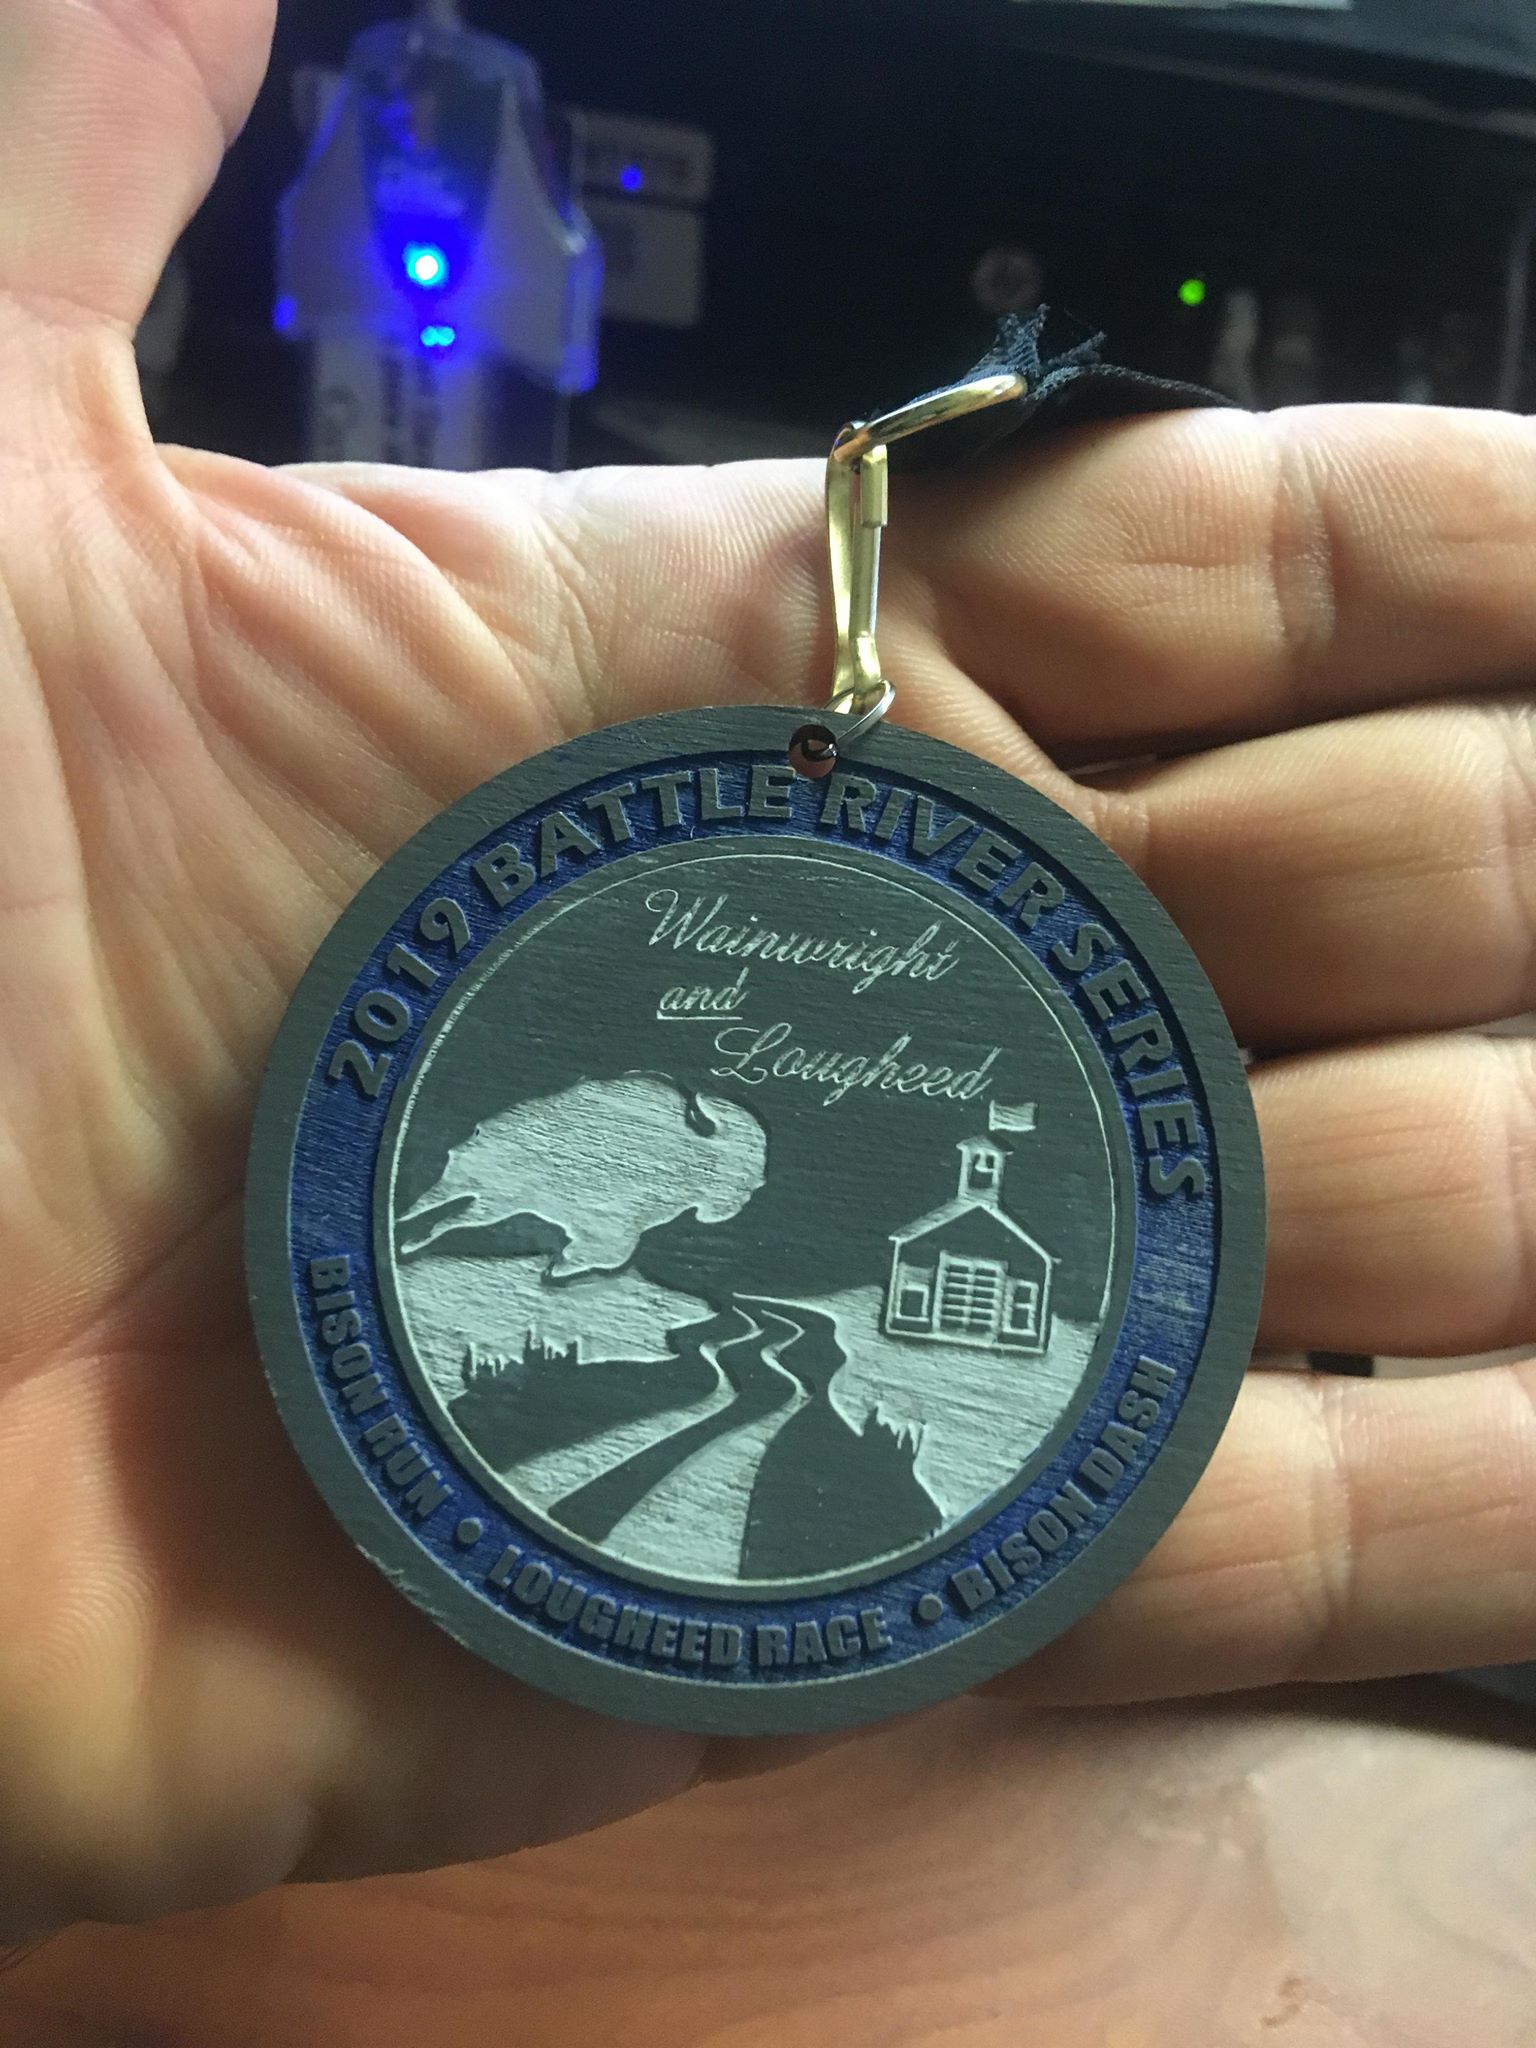 2019 BATTLE RIVER SERIES
Wainwright
and
Lougheed
BISON RUN • LOUGHEED RACE • BISON DASH